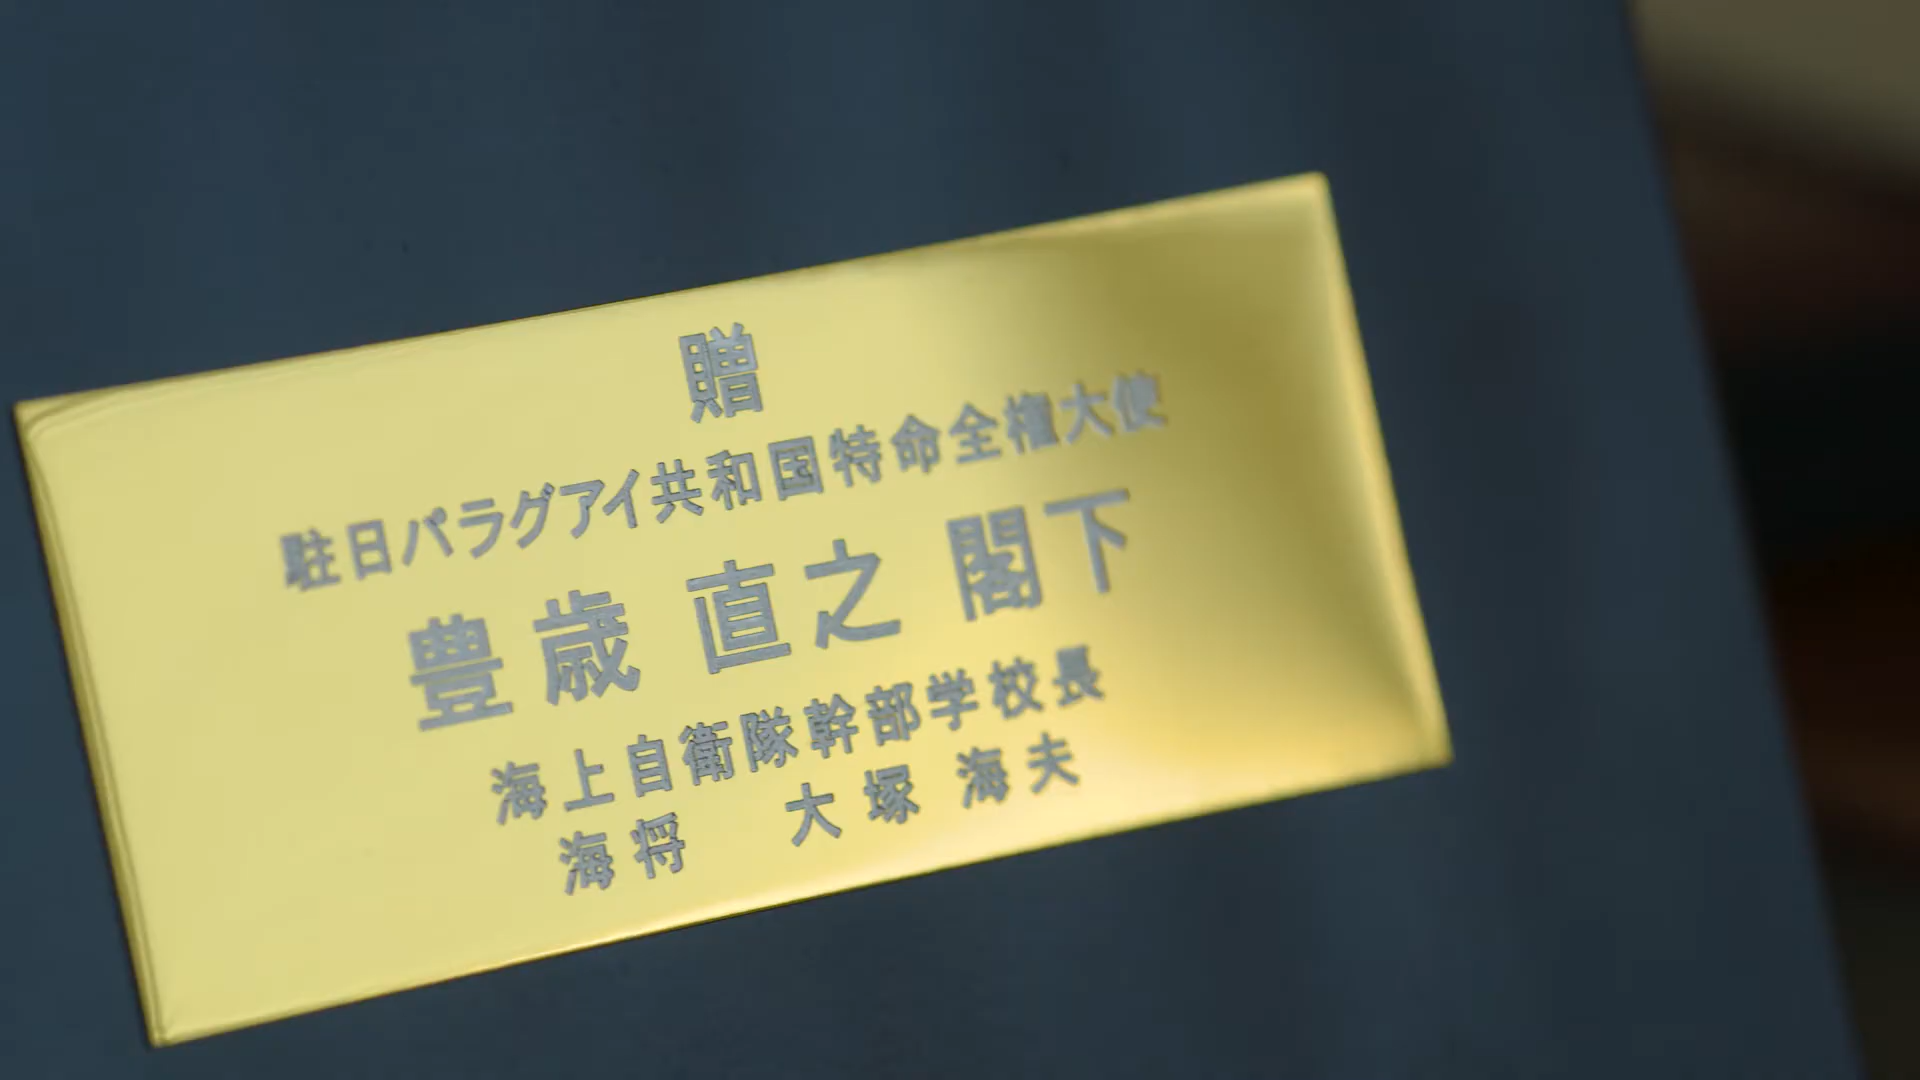 贈
駐日パラグアイ共和国特命全権大使
豊歳 直之 閣下
海上自衛隊幹部学校長
海将 大塚 海夫